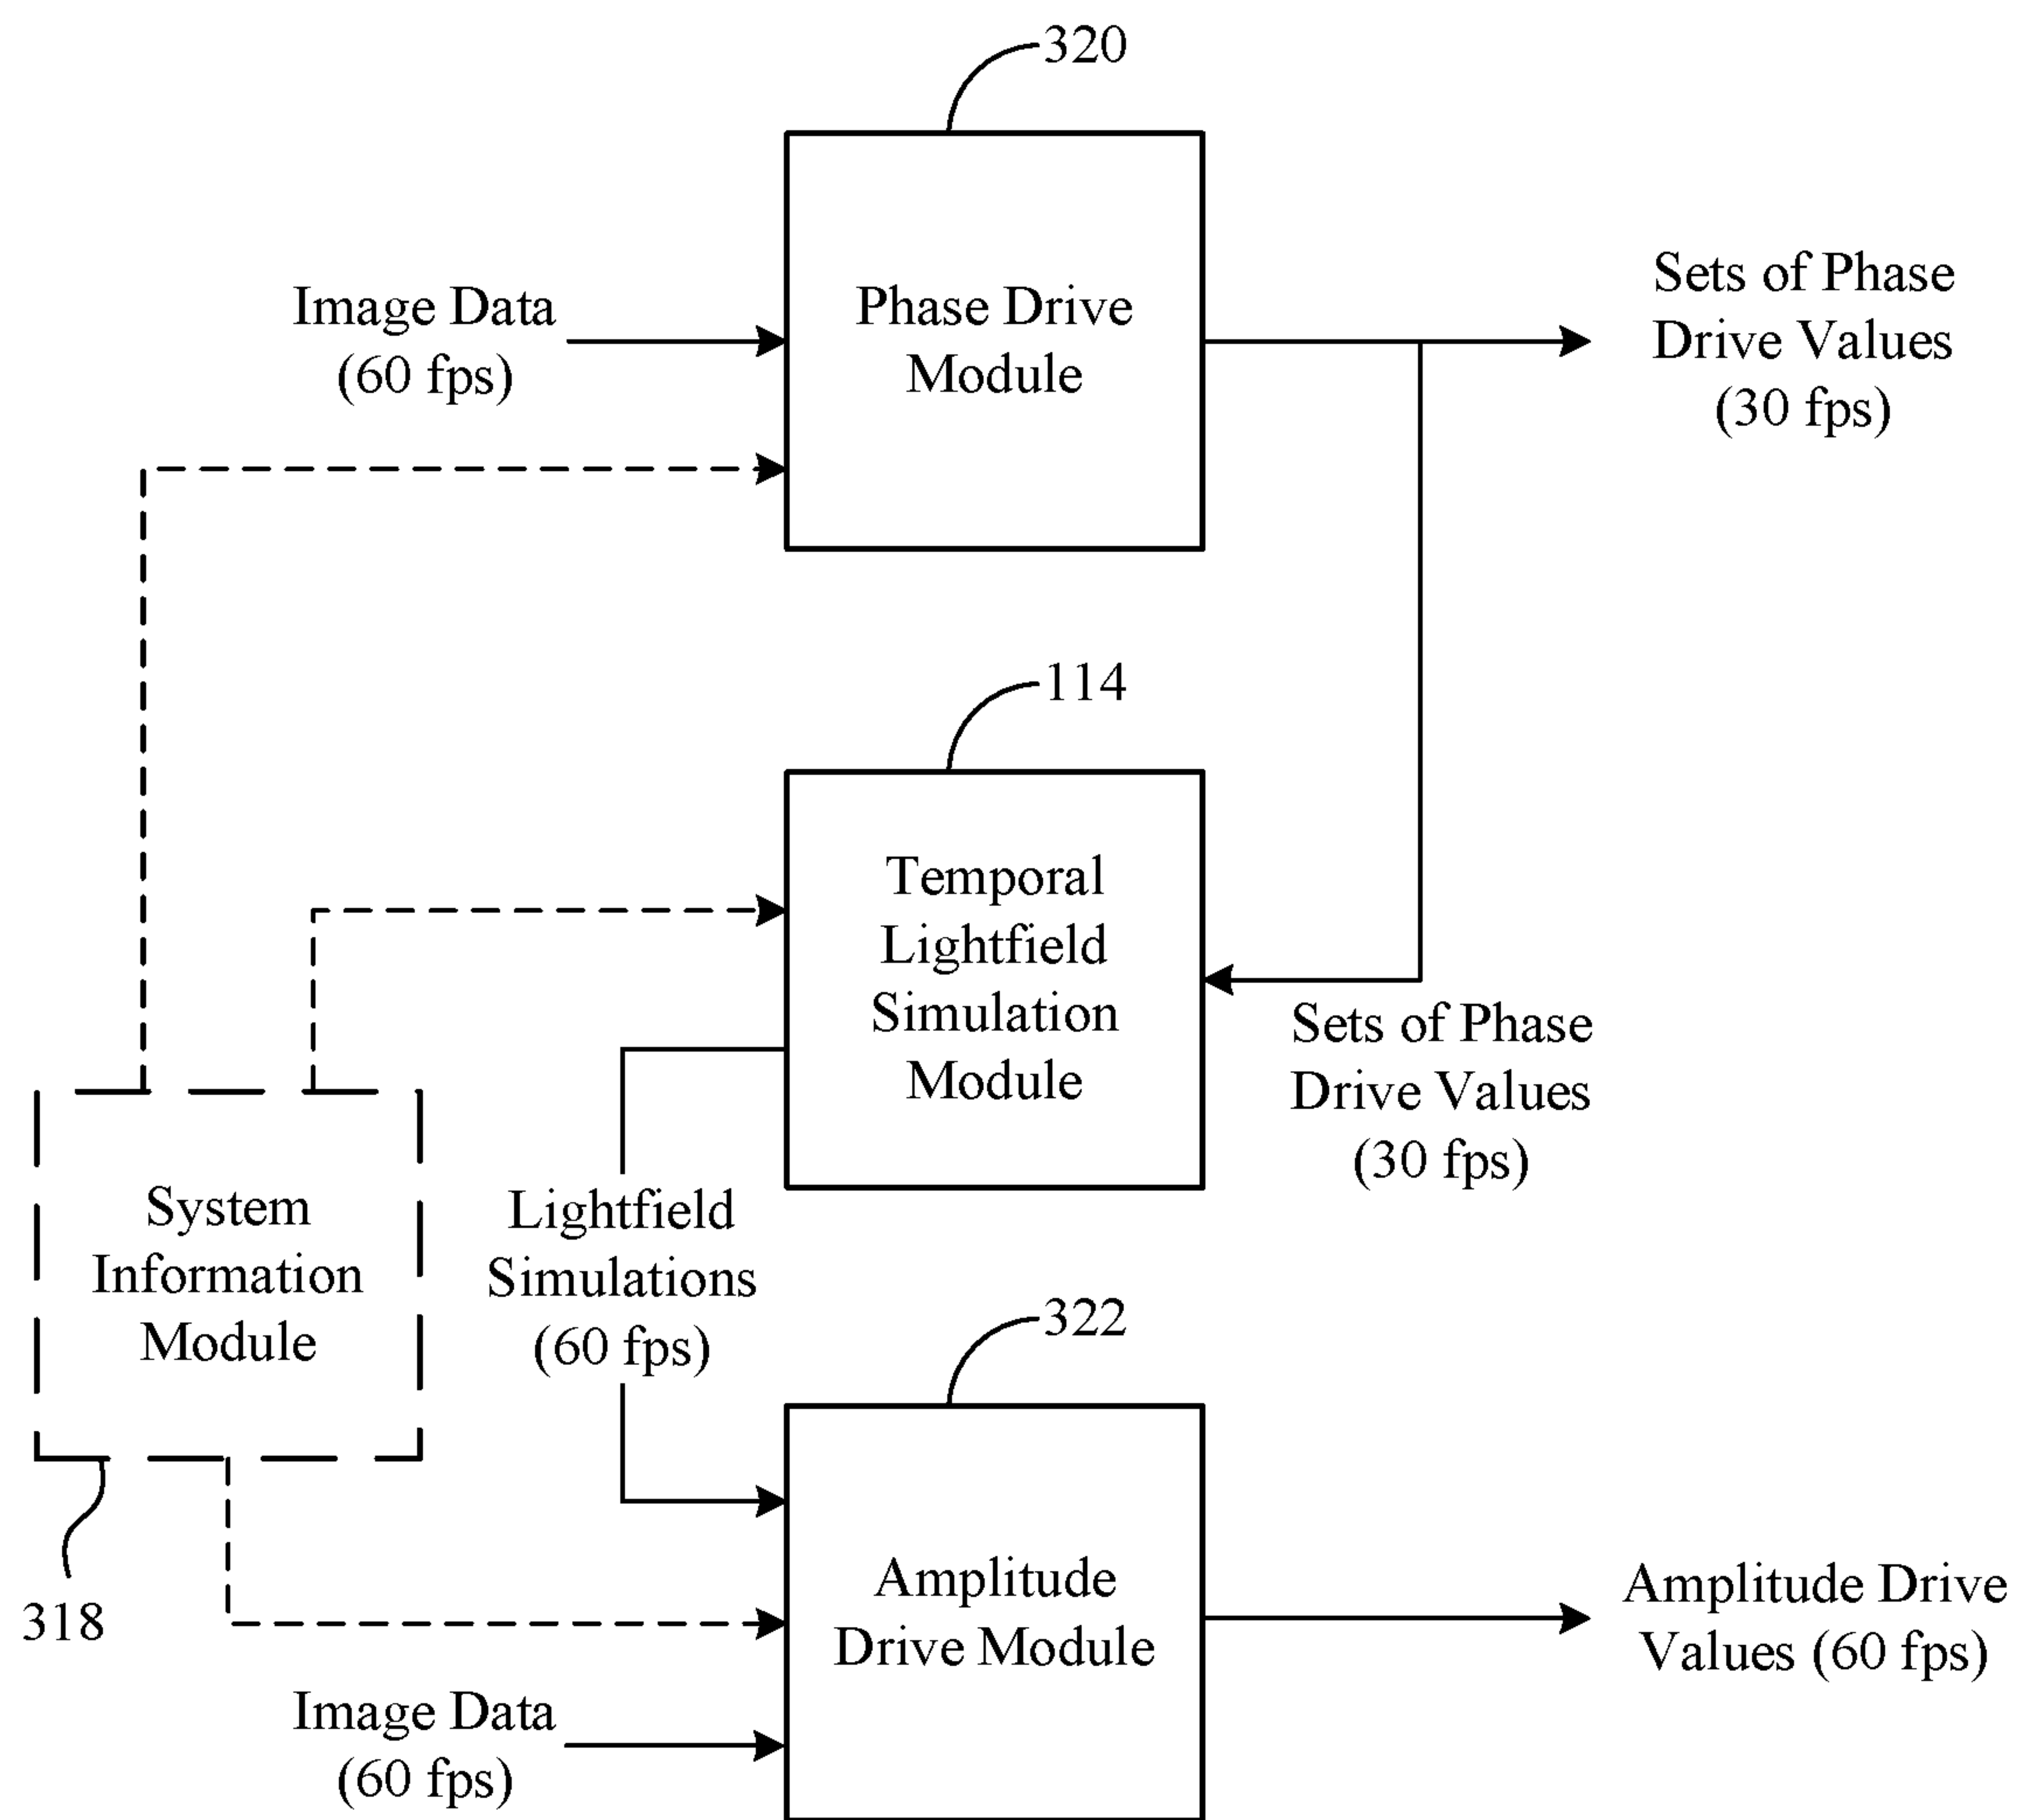 320
Phase Drive
Module
Image Data
(60 fps)
Sets of Phase
Drive Values
(30 fps)
114
Temporal
Lightfield
Simulation
Module
Sets of Phase
Drive Values
(30 fps)
System
Information
Module
318
Lightfield
Simulations
(60 fps)
322
Amplitude
Drive Module
Amplitude Drive
Values (60 fps)
Image Data
(60 fps)